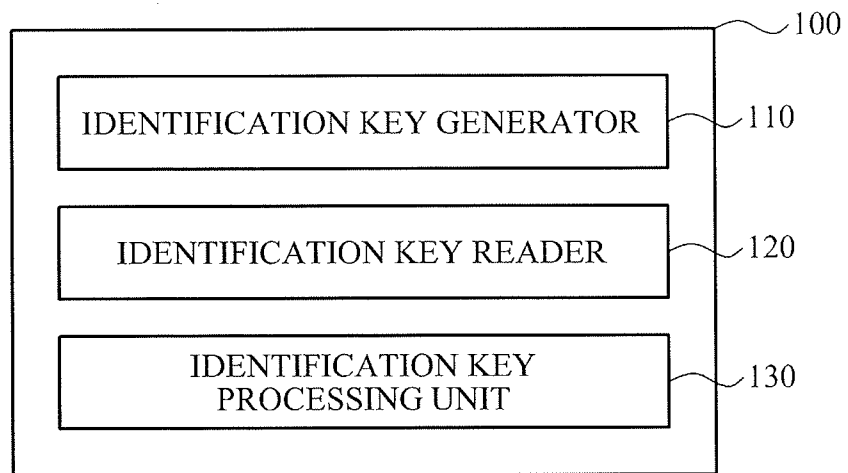 100
IDENTIFICATION KEY GENERATOR
110
IDENTIFICATION KEY READER
120
IDENTIFICATION KEY
PROCESSING UNIT
130